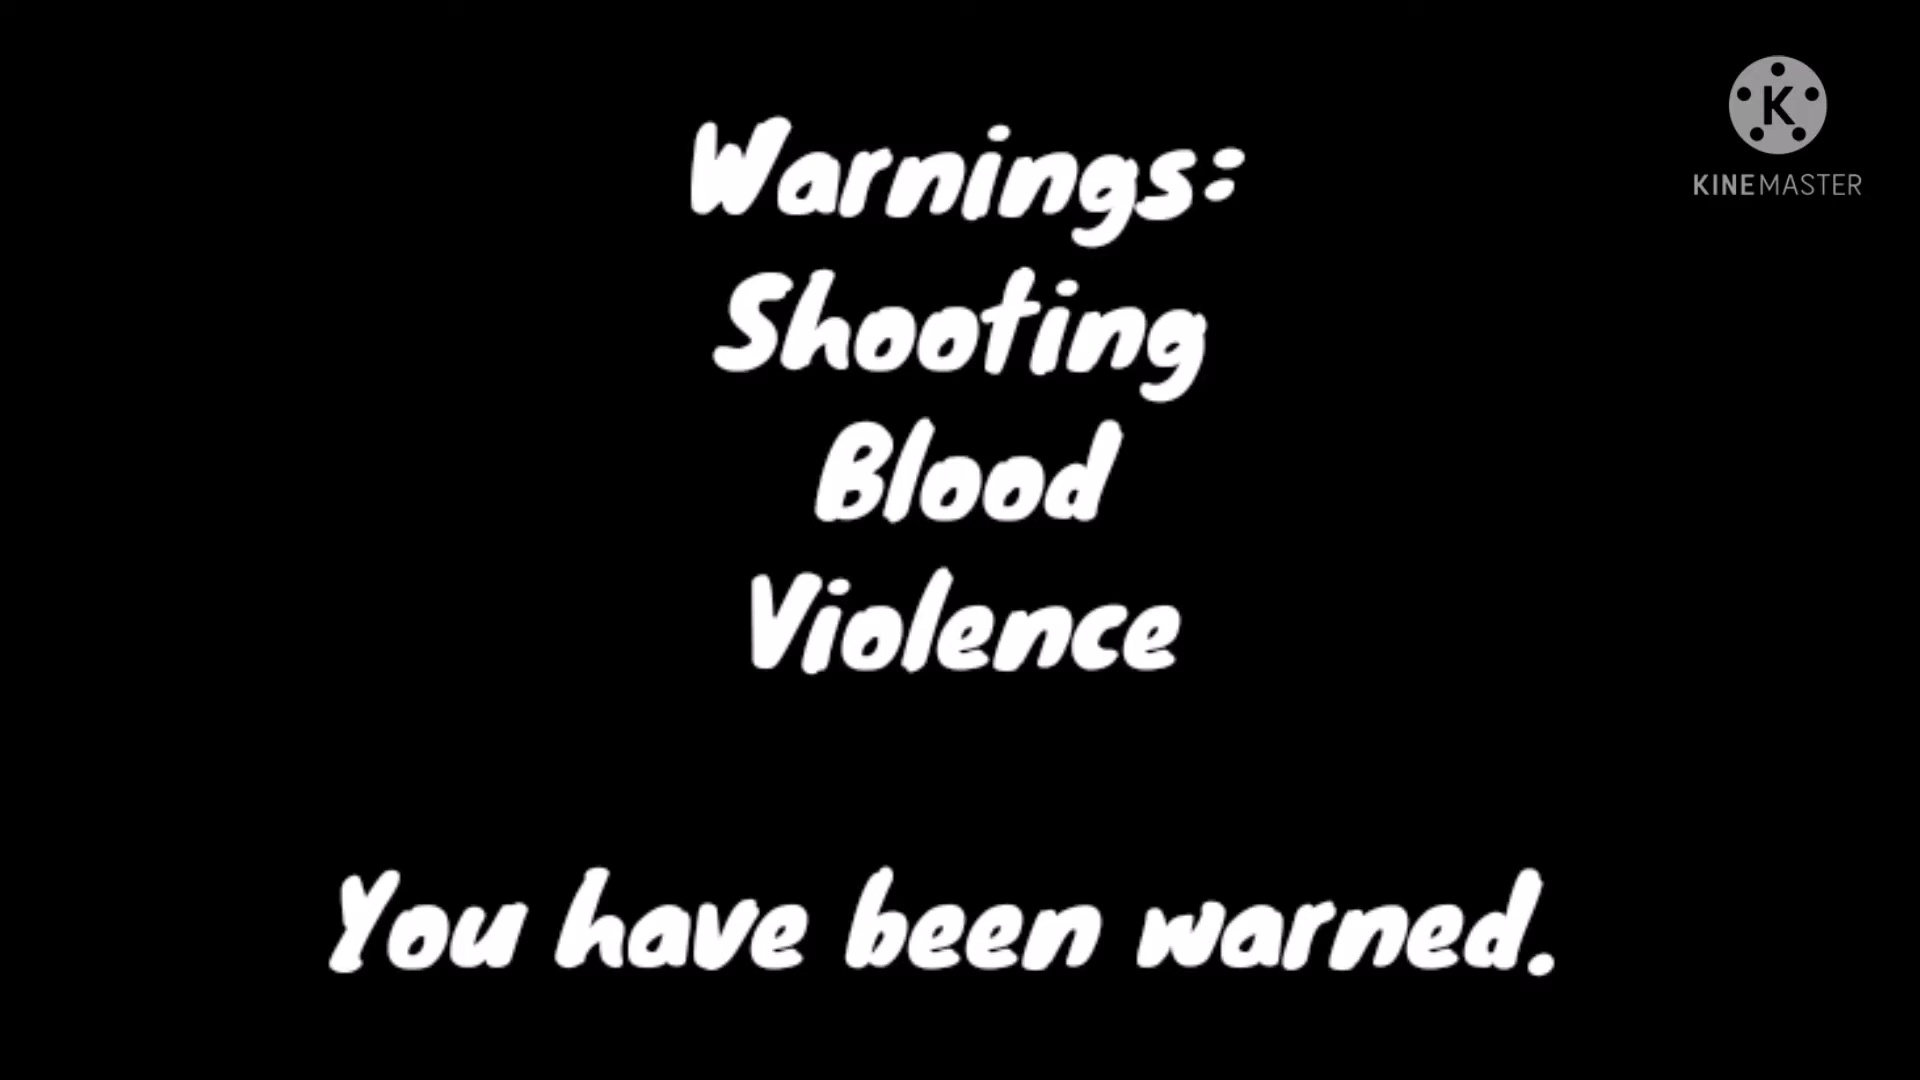 Warnings:
Shooting
Blood
Violence
You have been warned.
K
KINEMASTER